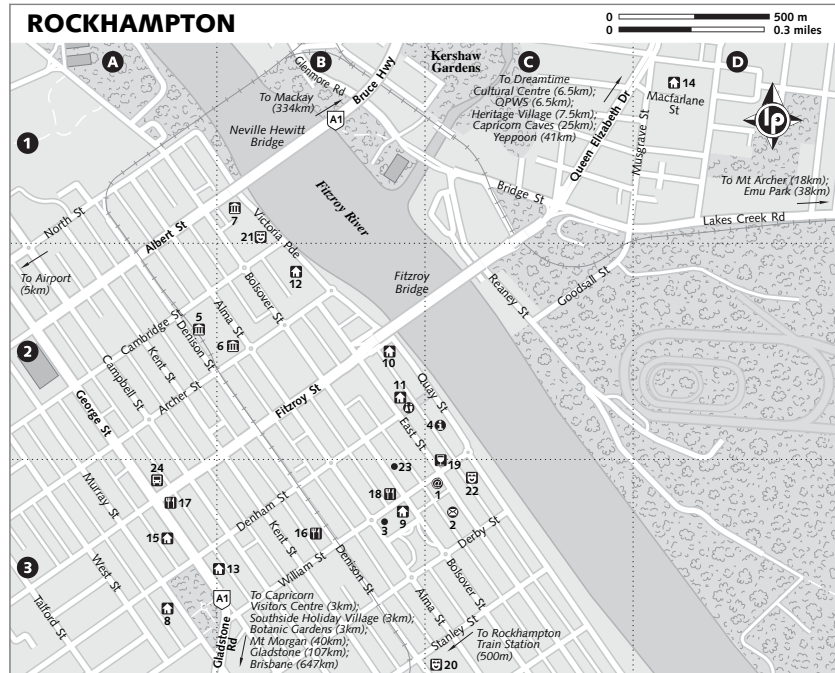 ROCKHAMPTON
0 500 m
0 0.3 miles
A
B
C
D
1
2
3
Kershaw
Gardens
Glenmore Rd
To Mackay
(334km)
Bruce Hwy
A1
Neville Hewitt
Bridge
To Dreamtime
Cultural Centre (6.5km);
QPWS (6.5km);
Heritage Village (7.5km);
Capricorn Caves (25km);
Yeppoon (41km)
Queen Elizabeth Dr
Musgrave St
14
Macfarlane
St
lp
To Mt Archer (18km);
Emu Park (38km)
Lakes Creek Rd
Bridge St
Fitzroy River
North St
Albert St
7
21
Victoria Pde
To Airport
(5km)
12
Fitzroy
Bridge
Reaney St
Goodsall St
Bolsover St
Alma St
5
6
Cambridge St
Denison St
Kent St
Campbell St
Archer St
George St
Fitzroy St
10
11
Quay St
East St
4
19
23
22
24
17
18
1
2
9
3
16
15
13
8
Murray St
West St
Talford St
Denham St
Kent St
William St
Denison St
Derby St
Bolsover St
Alma St
Stanley St
A1
Gladstone
Rd
To Capricorn
Visitors Centre (3km);
Southside Holiday Village (3km);
Botanic Gardens (3km);
Mt Morgan (40km);
Gladstone (107km);
Brisbane (647km)
To Rockhampton
Train Station
(500m)
20